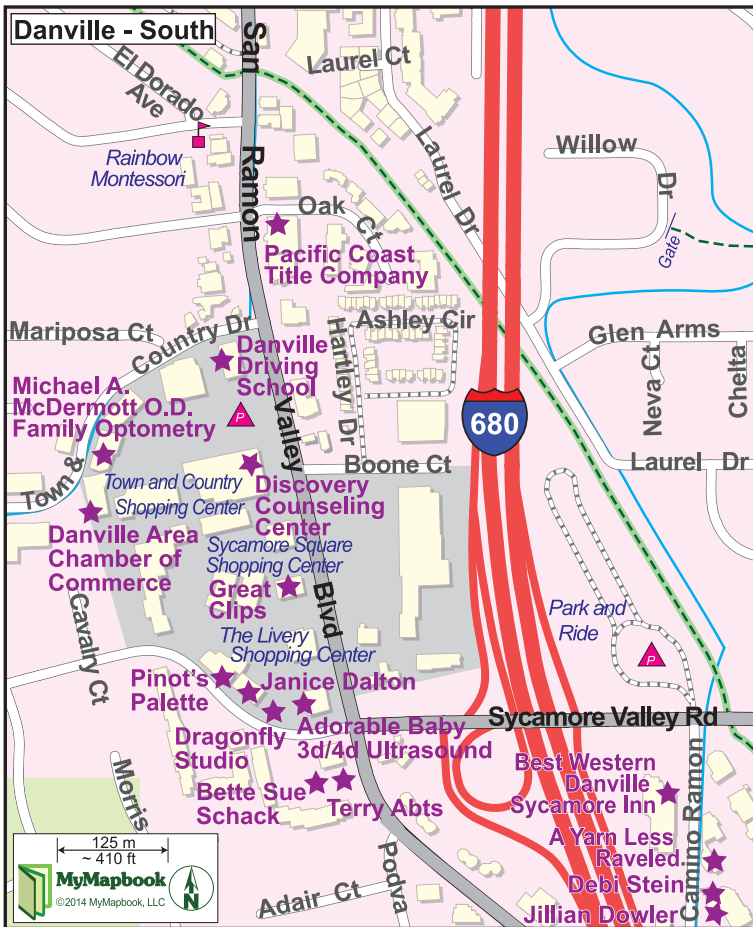 Danville - South
San
Ramon
Valley
Blvd
El Dorado
Ave
Laurel Ct
Rainbow
Montessori
Laurel Dr
Willow
Dr
Gate
Oak
Ct
Pacific Coast
Title Company
Mariposa Ct
Country Dr
Town &
Ashley Cir
Hartley Dr
Glen Arms
Neva Ct
Chelta
Danville
Driving
School
Michael A.
McDermott O.D.
Family Optometry
P
680
Boone Ct
Laurel Dr
Town and Country
Shopping Center
Discovery
Counseling
Center
Danville Area
Chamber of
Commerce
Sycamore Square
Shopping Center
Great
Clips
Cavalry Ct
The Livery
Shopping Center
Park and
Ride
P
Pinot's
Palette
Janice Dalton
Sycamore Valley Rd
Dragonfly
Studio
Adorable Baby
3d/4d Ultrasound
Bette Sue
Schack
Terry Abts
Best Western
Danville
Sycamore Inn
Camino Ramon
A Yarn Less
Raveled
Debi Stein
Jillian Dowler
Morris
Adair Ct
Podva
125 m
~ 410 ft
MyMapbook
©2014 MyMapbook, LLC
N